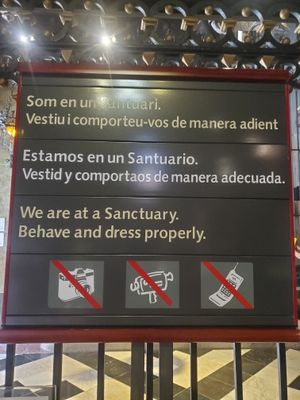 Som en un Santuari.
Vestiu i comporteu-vos de manera adient
Estamos en un Santuario.
Vestid y comportaos de manera adecuada.
We are at a Sanctuary.
Behave and dress properly.